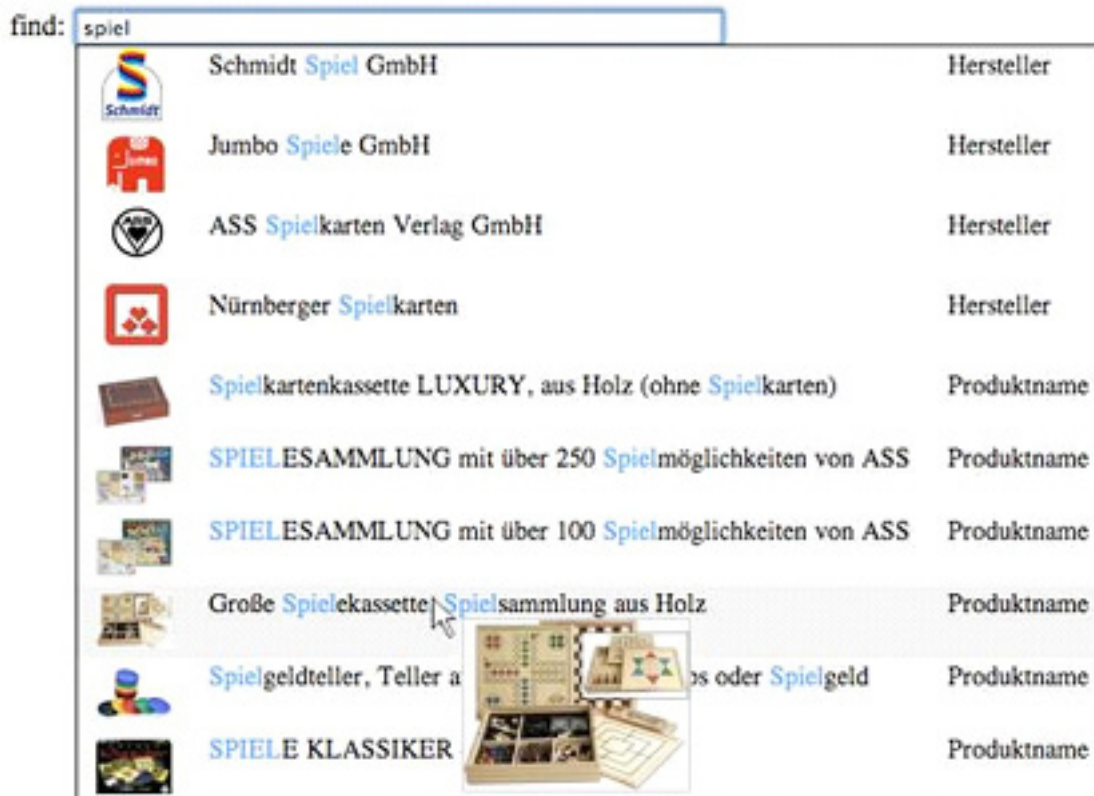 find: spiel
Schmidt Spiel GmbH Hersteller
Schmidt
Jumbo Spiele GmbH Hersteller
Jumbo
ASS Spielkarten Verlag GmbH Hersteller
ASS
Nürnberger Spielkarten Hersteller
Spielkartenkassette LUXURY, aus Holz (ohne Spielkarten) Produktname
SPIELESAMMLUNG mit über 250 Spielmöglichkeiten von ASS Produktname
SPIELESAMMLUNG mit über 100 Spielmöglichkeiten von ASS Produktname
Große Spielekassette, Spielsammlung aus Holz Produktname
Spielgeldteller, Teller oder Spielgeld Produktname
SPIELE KLASSIKER Produktname